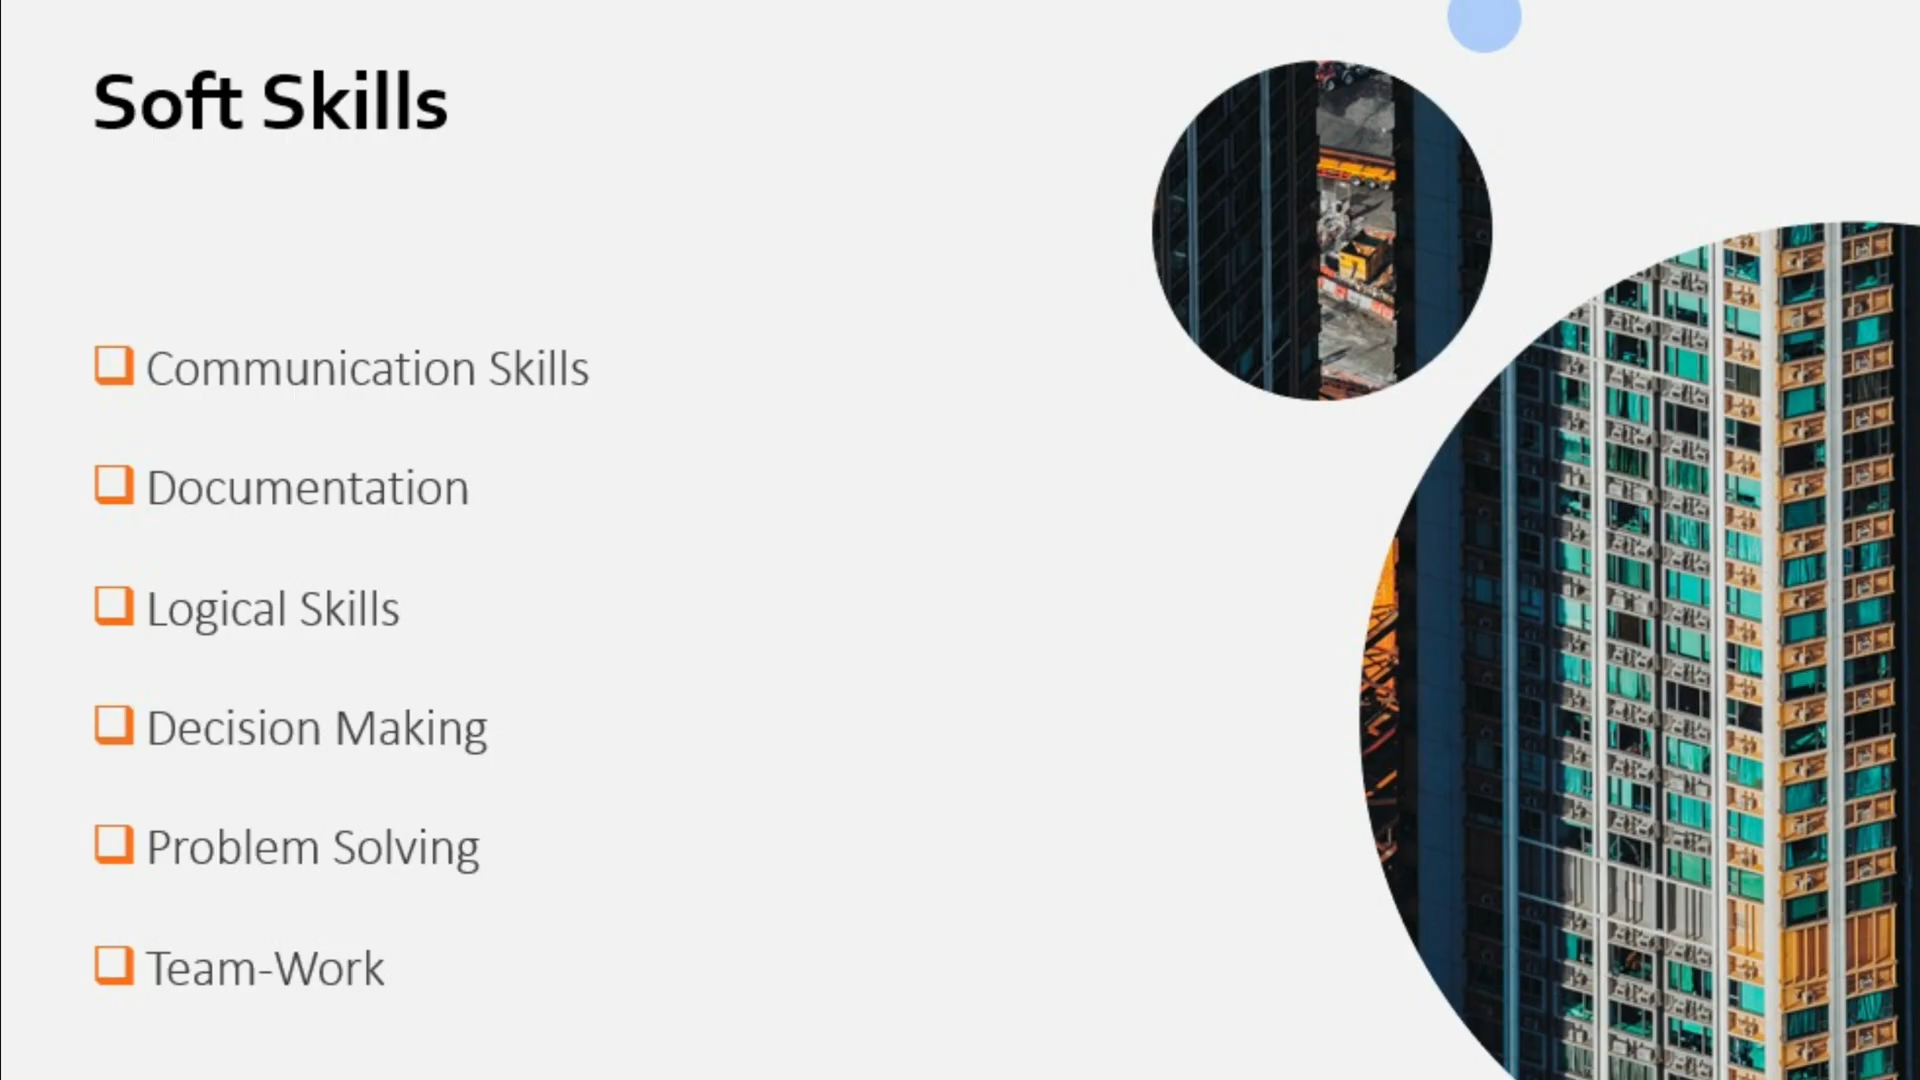 Soft Skills
Communication Skills
Documentation
Logical Skills
Decision Making
Problem Solving
Team-Work